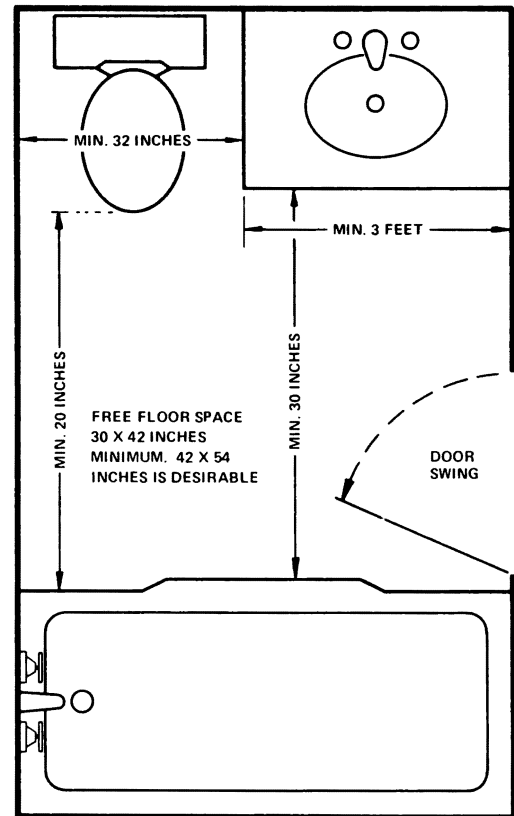 MIN. 32 INCHES
MIN. 3 FEET
MIN. 20 INCHES
MIN. 30 INCHES
FREE FLOOR SPACE
30 X 42 INCHES
MINIMUM. 42 X 54
INCHES IS DESIRABLE
DOOR
SWING